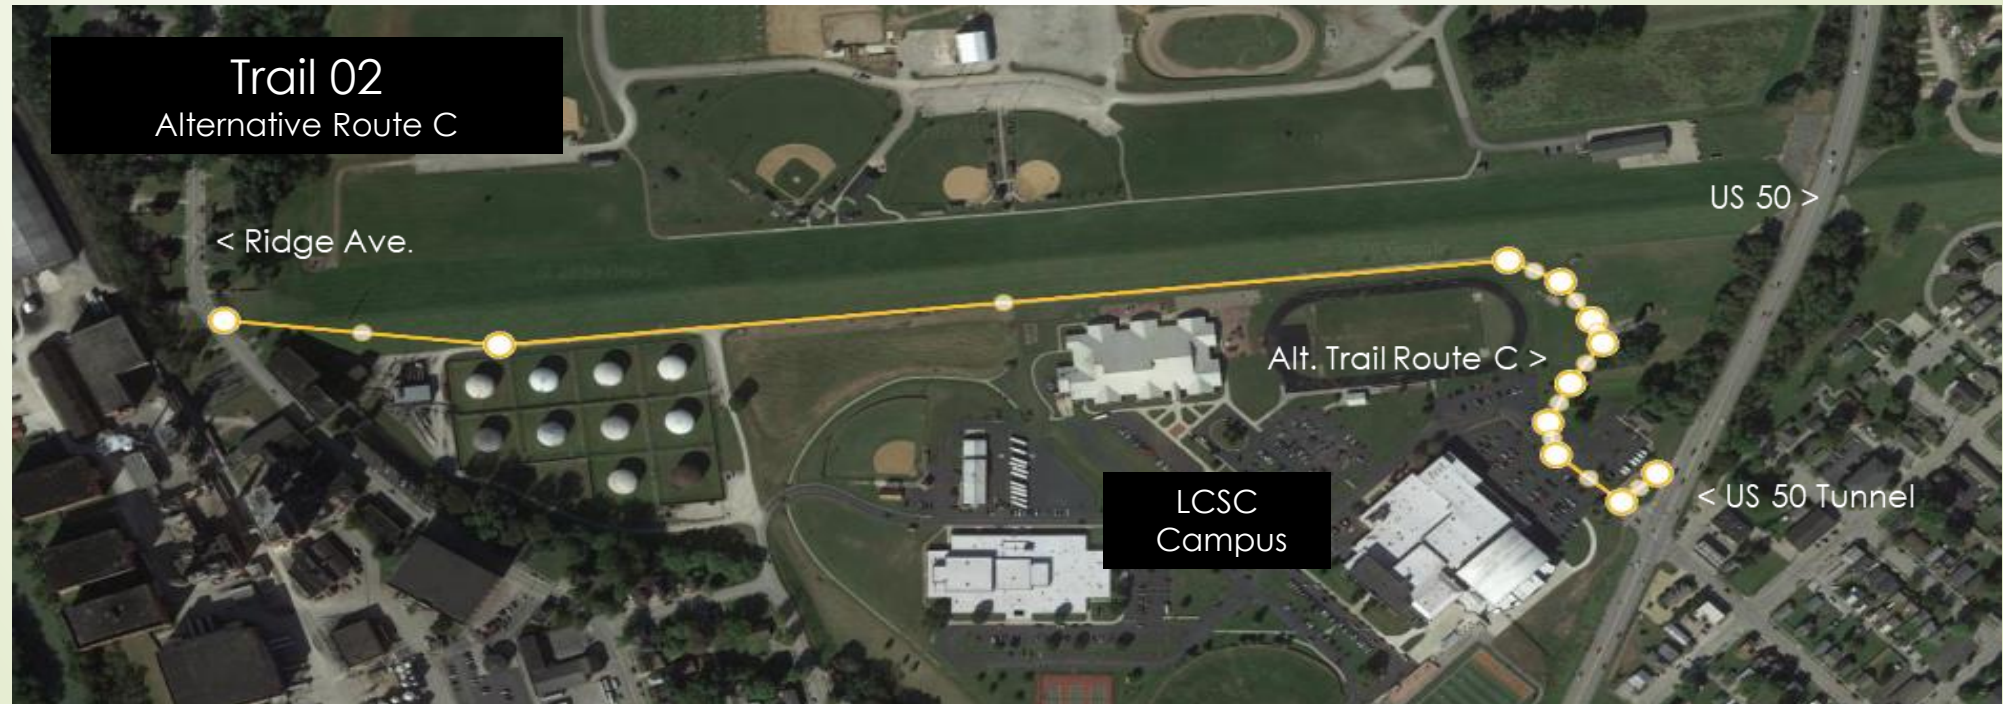 Trail 02
Alternative Route C
US 50 >
< Ridge Ave.
Alt. Trail Route C >
LCSC
Campus
< US 50 Tunnel